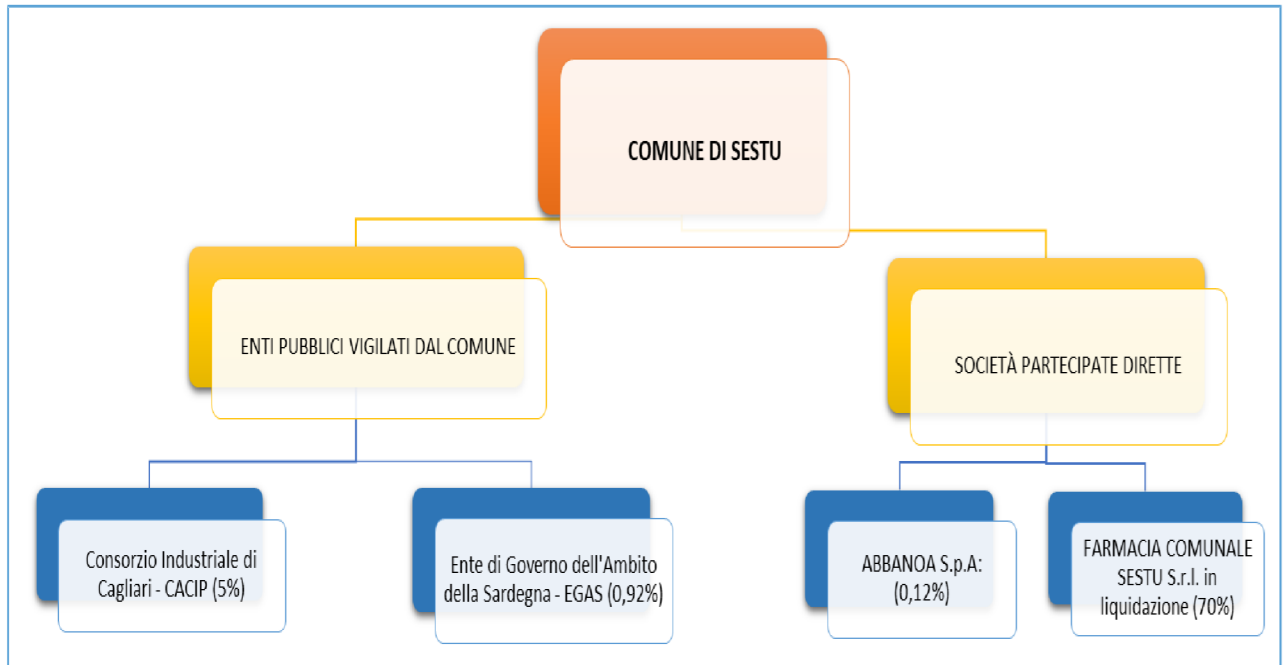 COMUNE DI SESTU
ENTI PUBBLICI VIGILATI DAL COMUNE
SOCIETÀ PARTECIPATE DIRETTE
Consorzio Industriale di
Cagliari - CACIP (5%)
Ente di Governo dell'Ambito
della Sardegna - EGAS (0,92%)
ABBANOA S.p.A:
(0,12%)
FARMACIA COMUNALE
SESTU S.r.l. in
liquidazione (70%)